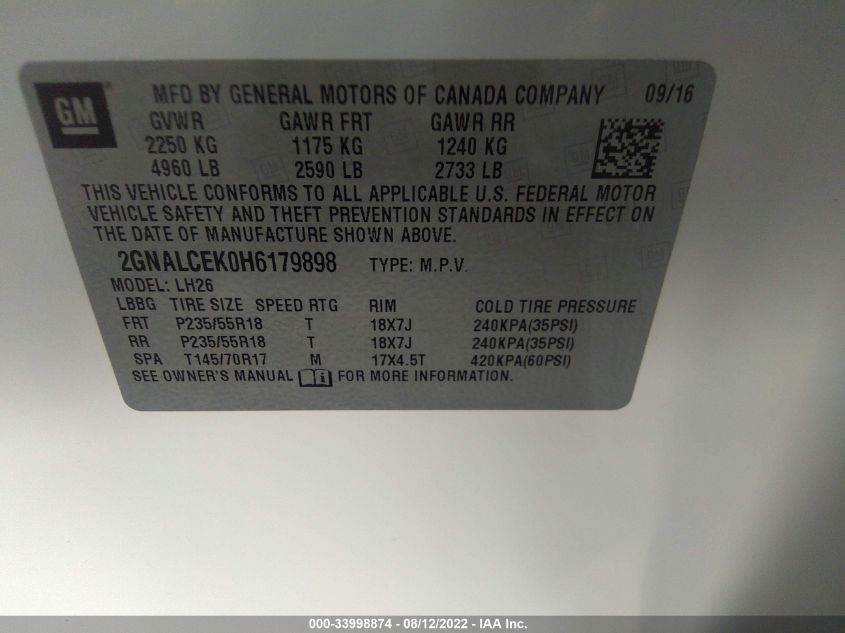 GM
MFD BY GENERAL MOTORS OF CANADA COMPANY 09/16
GVWR GAWR FRT GAWR RR
2250 KG 1175 KG 1240 KG
4960 LB 2590 LB 2733 LB
THIS VEHICLE CONFORMS TO ALL APPLICABLE U.S. FEDERAL MOTOR
VEHICLE SAFETY AND THEFT PREVENTION STANDARDS IN EFFECT ON
THE DATE OF MANUFACTURE SHOWN ABOVE.
2GNALCEK0H6179898 TYPE: M.P.V.
MODEL: LH26
LBBG TIRE SIZE SPEED RTG RIM COLD TIRE PRESSURE
FRT P235/55R18 T 18X7J 240KPA(35PSI)
RR P235/55R18 T 18X7J 240KPA(35PSI)
SPA T145/70R17 M 17X4.5T 420KPA(60PSI)
SEE OWNER'S MANUAL FOR MORE INFORMATION.
000-33998874 - 08/12/2022 - IAA Inc.